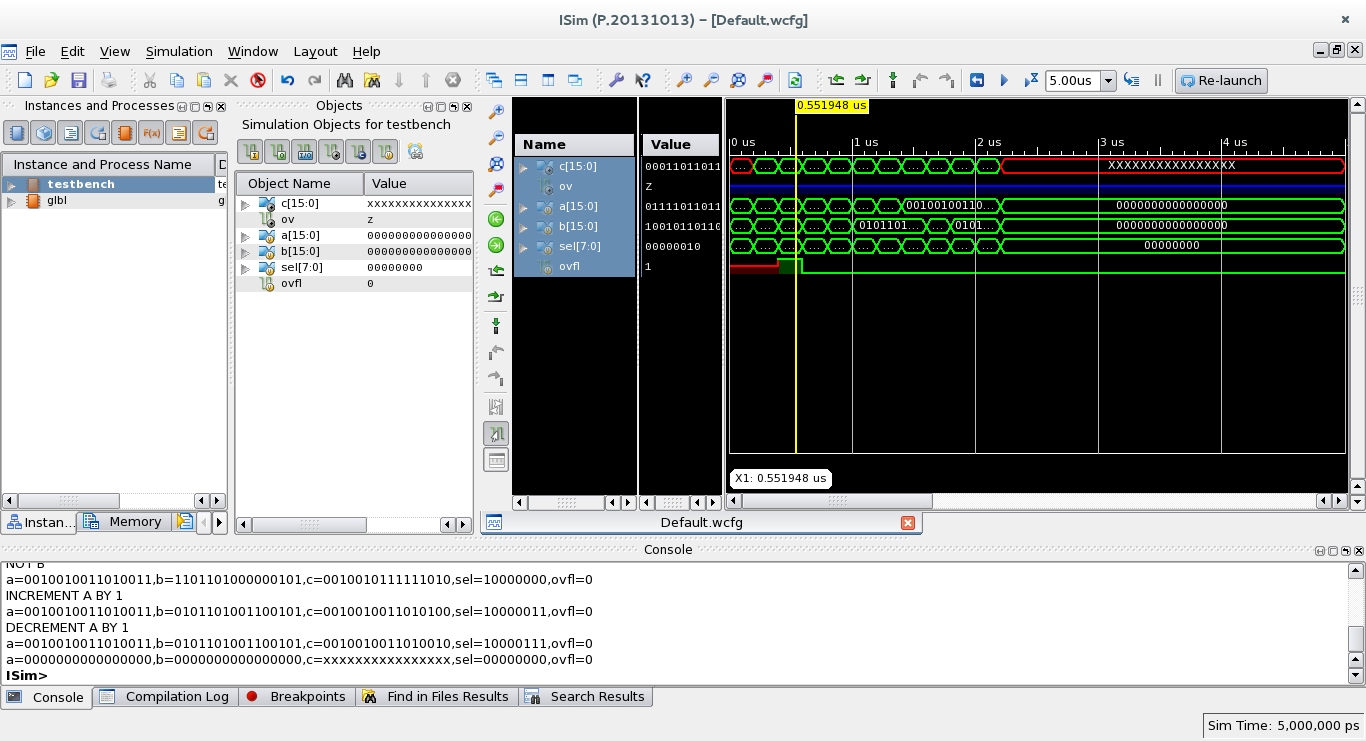 ISim (P.20131013) – [Default.wcfg]
File Edit View Simulation Window Layout Help
5.00us Re-launch
Instances and Processes
Instance and Process Name D
testbench te
glbl g
Instan... Memory
Objects
Simulation Objects for testbench
Object Name Value
c[15:0] xxxxxxxxxxxxxxx
ov z
a[15:0] 000000000000000
b[15:0] 000000000000000
sel[7:0] 00000000
ovfl 0
Name Value
c[15:0] 00011011011
ov Z
a[15:0] 01111011011
b[15:0] 10010110110
sel[7:0] 00000010
ovfl 1
0.551948 us
0 us 1 us 2 us 3 us 4 us
... ... ... ... ... ... ... ... ... ... ... XXXXXXXXXXXXXXXX
... ... ... ... ... ... ... 00100100110... 0000000000000000
... ... ... ... ... 0101101... ... 0101... ... 0000000000000000
... ... ... ... ... ... ... ... ... ... ... 00000000
X1: 0.551948 us
Default.wcfg
Console
NOT B
a=0010010011010011,b=1101101000000101,c=0010010111111010,sel=10000000,ovfl=0
INCREMENT A BY 1
a=0010010011010011,b=0101101001100101,c=0010010011010100,sel=10000011,ovfl=0
DECREMENT A BY 1
a=0010010011010011,b=0101101001100101,c=0010010011010010,sel=10000111,ovfl=0
a=0000000000000000,b=0000000000000000,c=xxxxxxxxxxxxxxxx,sel=00000000,ovfl=0
ISim>
Console Compilation Log Breakpoints Find in Files Results Search Results
Sim Time: 5,000,000 ps